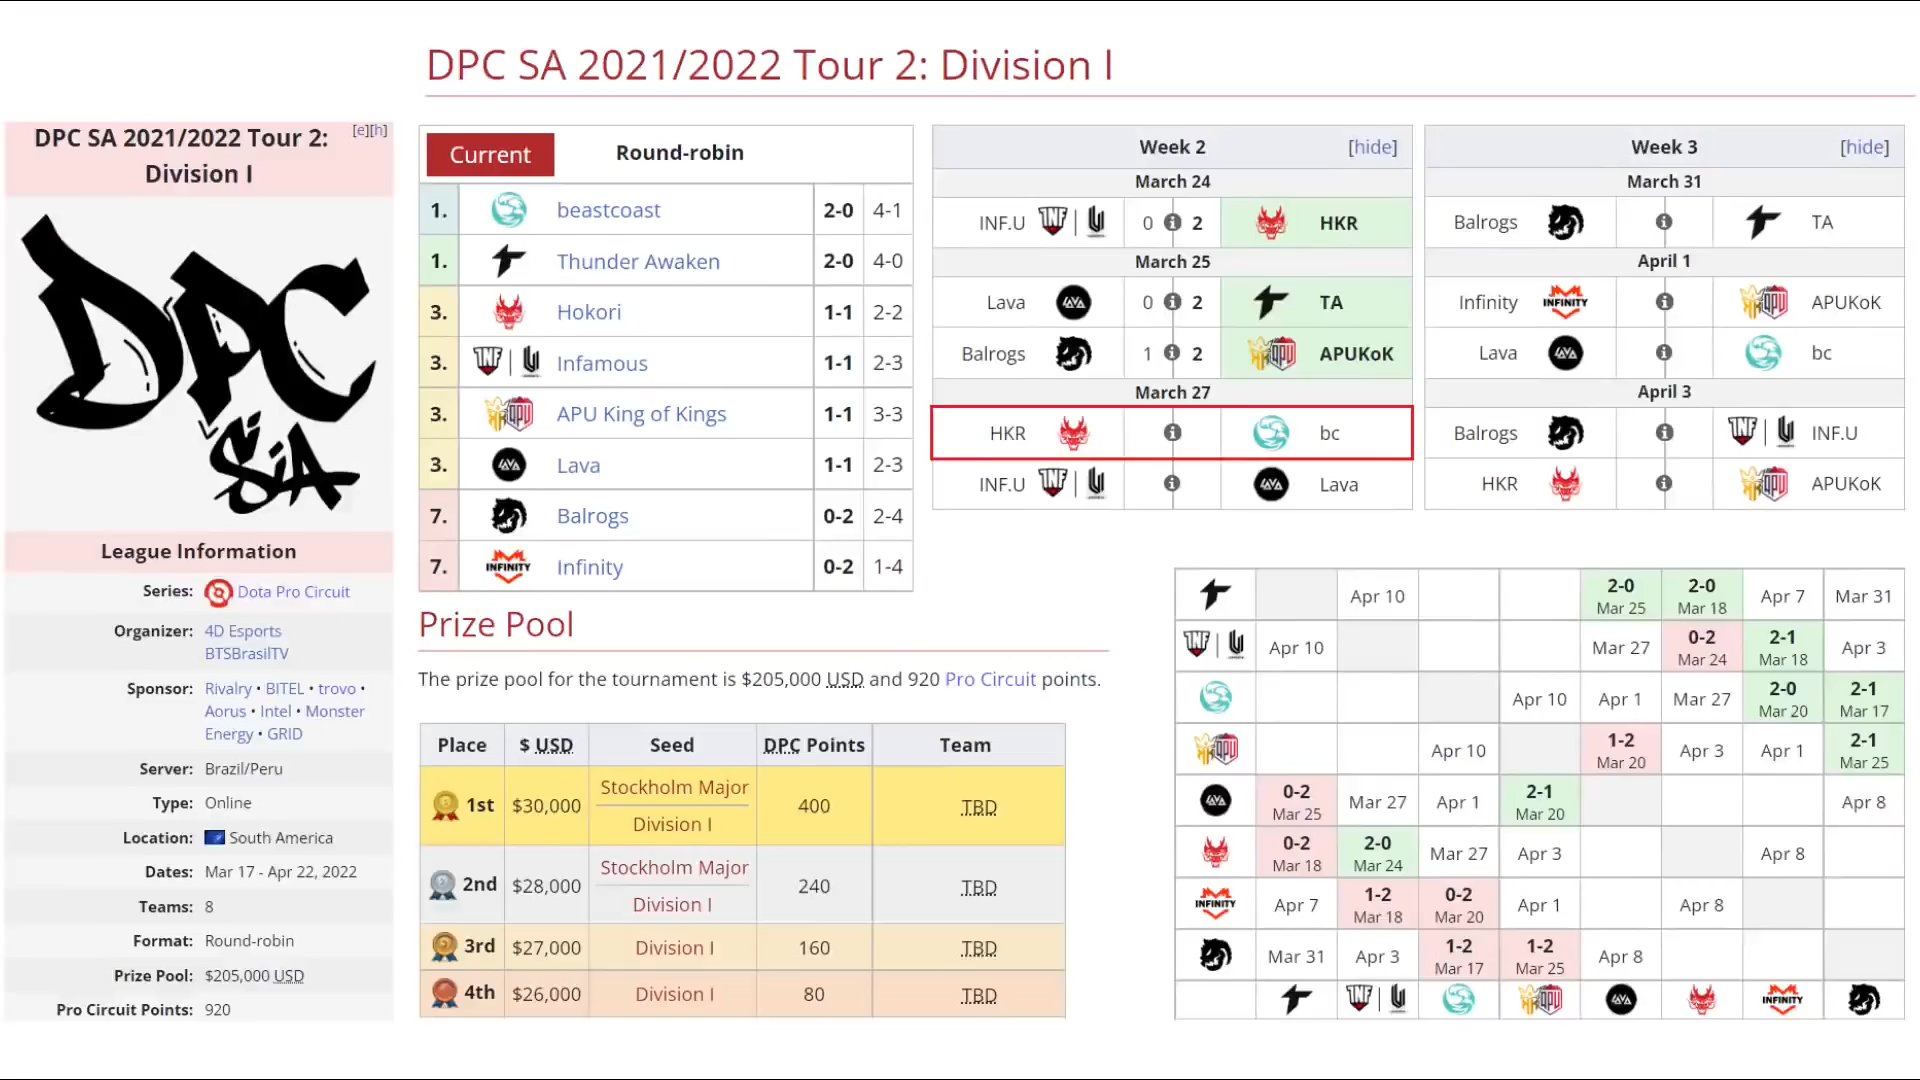 DPC SA 2021/2022 Tour 2: Division I
DPC SA 2021/2022 Tour 2: [e][h]
Division I
DPC
SA
League Information
Series: Dota Pro Circuit
Organizer: 4D Esports
BTSBrasilTV
Sponsor: Rivalry • BITEL • trovo •
Aorus • Intel • Monster
Energy • GRID
Server: Brazil/Peru
Type: Online
Location: South America
Dates: Mar 17 - Apr 22, 2022
Teams: 8
Format: Round-robin
Prize Pool: $205,000 USD
Pro Circuit Points: 920
Current Round-robin
1. beastcoast 2-0 4-1
1. Thunder Awaken 2-0 4-0
3. Hokori 1-1 2-2
3. INF U Infamous 1-1 2-3
3. APU King of Kings 1-1 3-3
3. Lava 1-1 2-3
7. Balrogs 0-2 2-4
7. INFINITY Infinity 0-2 1-4
Prize Pool
The prize pool for the tournament is $205,000 USD and 920 Pro Circuit points.
Place $ USD Seed DPC Points Team
1st $30,000 Stockholm Major 400 TBD
Division I
2nd $28,000 Stockholm Major 240 TBD
Division I
3rd $27,000 Division I 160 TBD
4th $26,000 Division I 80 TBD
Week 2 [hide]
March 24
INF.U 0 2 HKR
March 25
Lava 0 2 TA
Balrogs 1 2 APUKoK
March 27
HKR bc
INF.U Lava
Week 3 [hide]
March 31
Balrogs TA
April 1
Infinity INFINITY APUKoK
Lava bc
April 3
Balrogs INF.U
HKR APUKoK
Apr 10 2-0 2-0 Apr 7 Mar 31
Mar 25 Mar 18
Apr 10 Mar 27 0-2 2-1 Apr 3
Mar 24 Mar 18
Apr 10 Apr 1 Mar 27 2-0 2-1
Mar 20 Mar 17
Apr 10 1-2 Apr 3 Apr 1 2-1
Mar 20 Mar 25
0-2 Mar 27 Apr 1 2-1 Apr 8
Mar 25 Mar 20
0-2 2-0 Mar 27 Apr 3 Apr 8
Mar 18 Mar 24
INFINITY Apr 7 1-2 0-2 Apr 1 Apr 8
Mar 18 Mar 20
Mar 31 Apr 3 1-2 1-2 Apr 8
Mar 17 Mar 25
INF U INFINITY